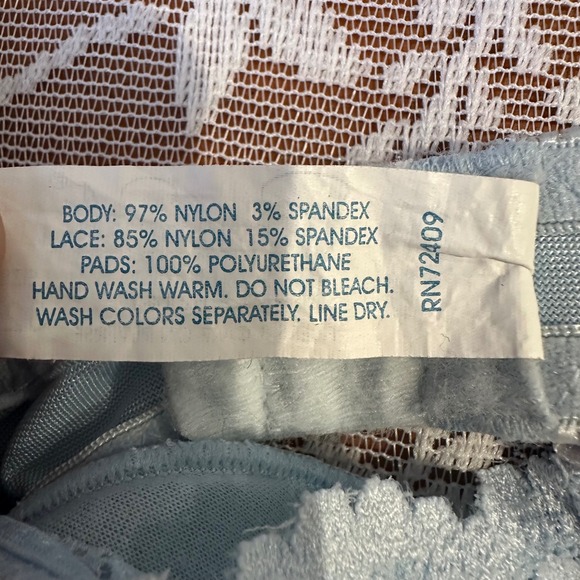 BODY: 97% NYLON 3% SPANDEX
LACE: 85% NYLON 15% SPANDEX
PADS: 100% POLYURETHANE
HAND WASH WARM. DO NOT BLEACH.
WASH COLORS SEPARATELY. LINE DRY.
RN72409